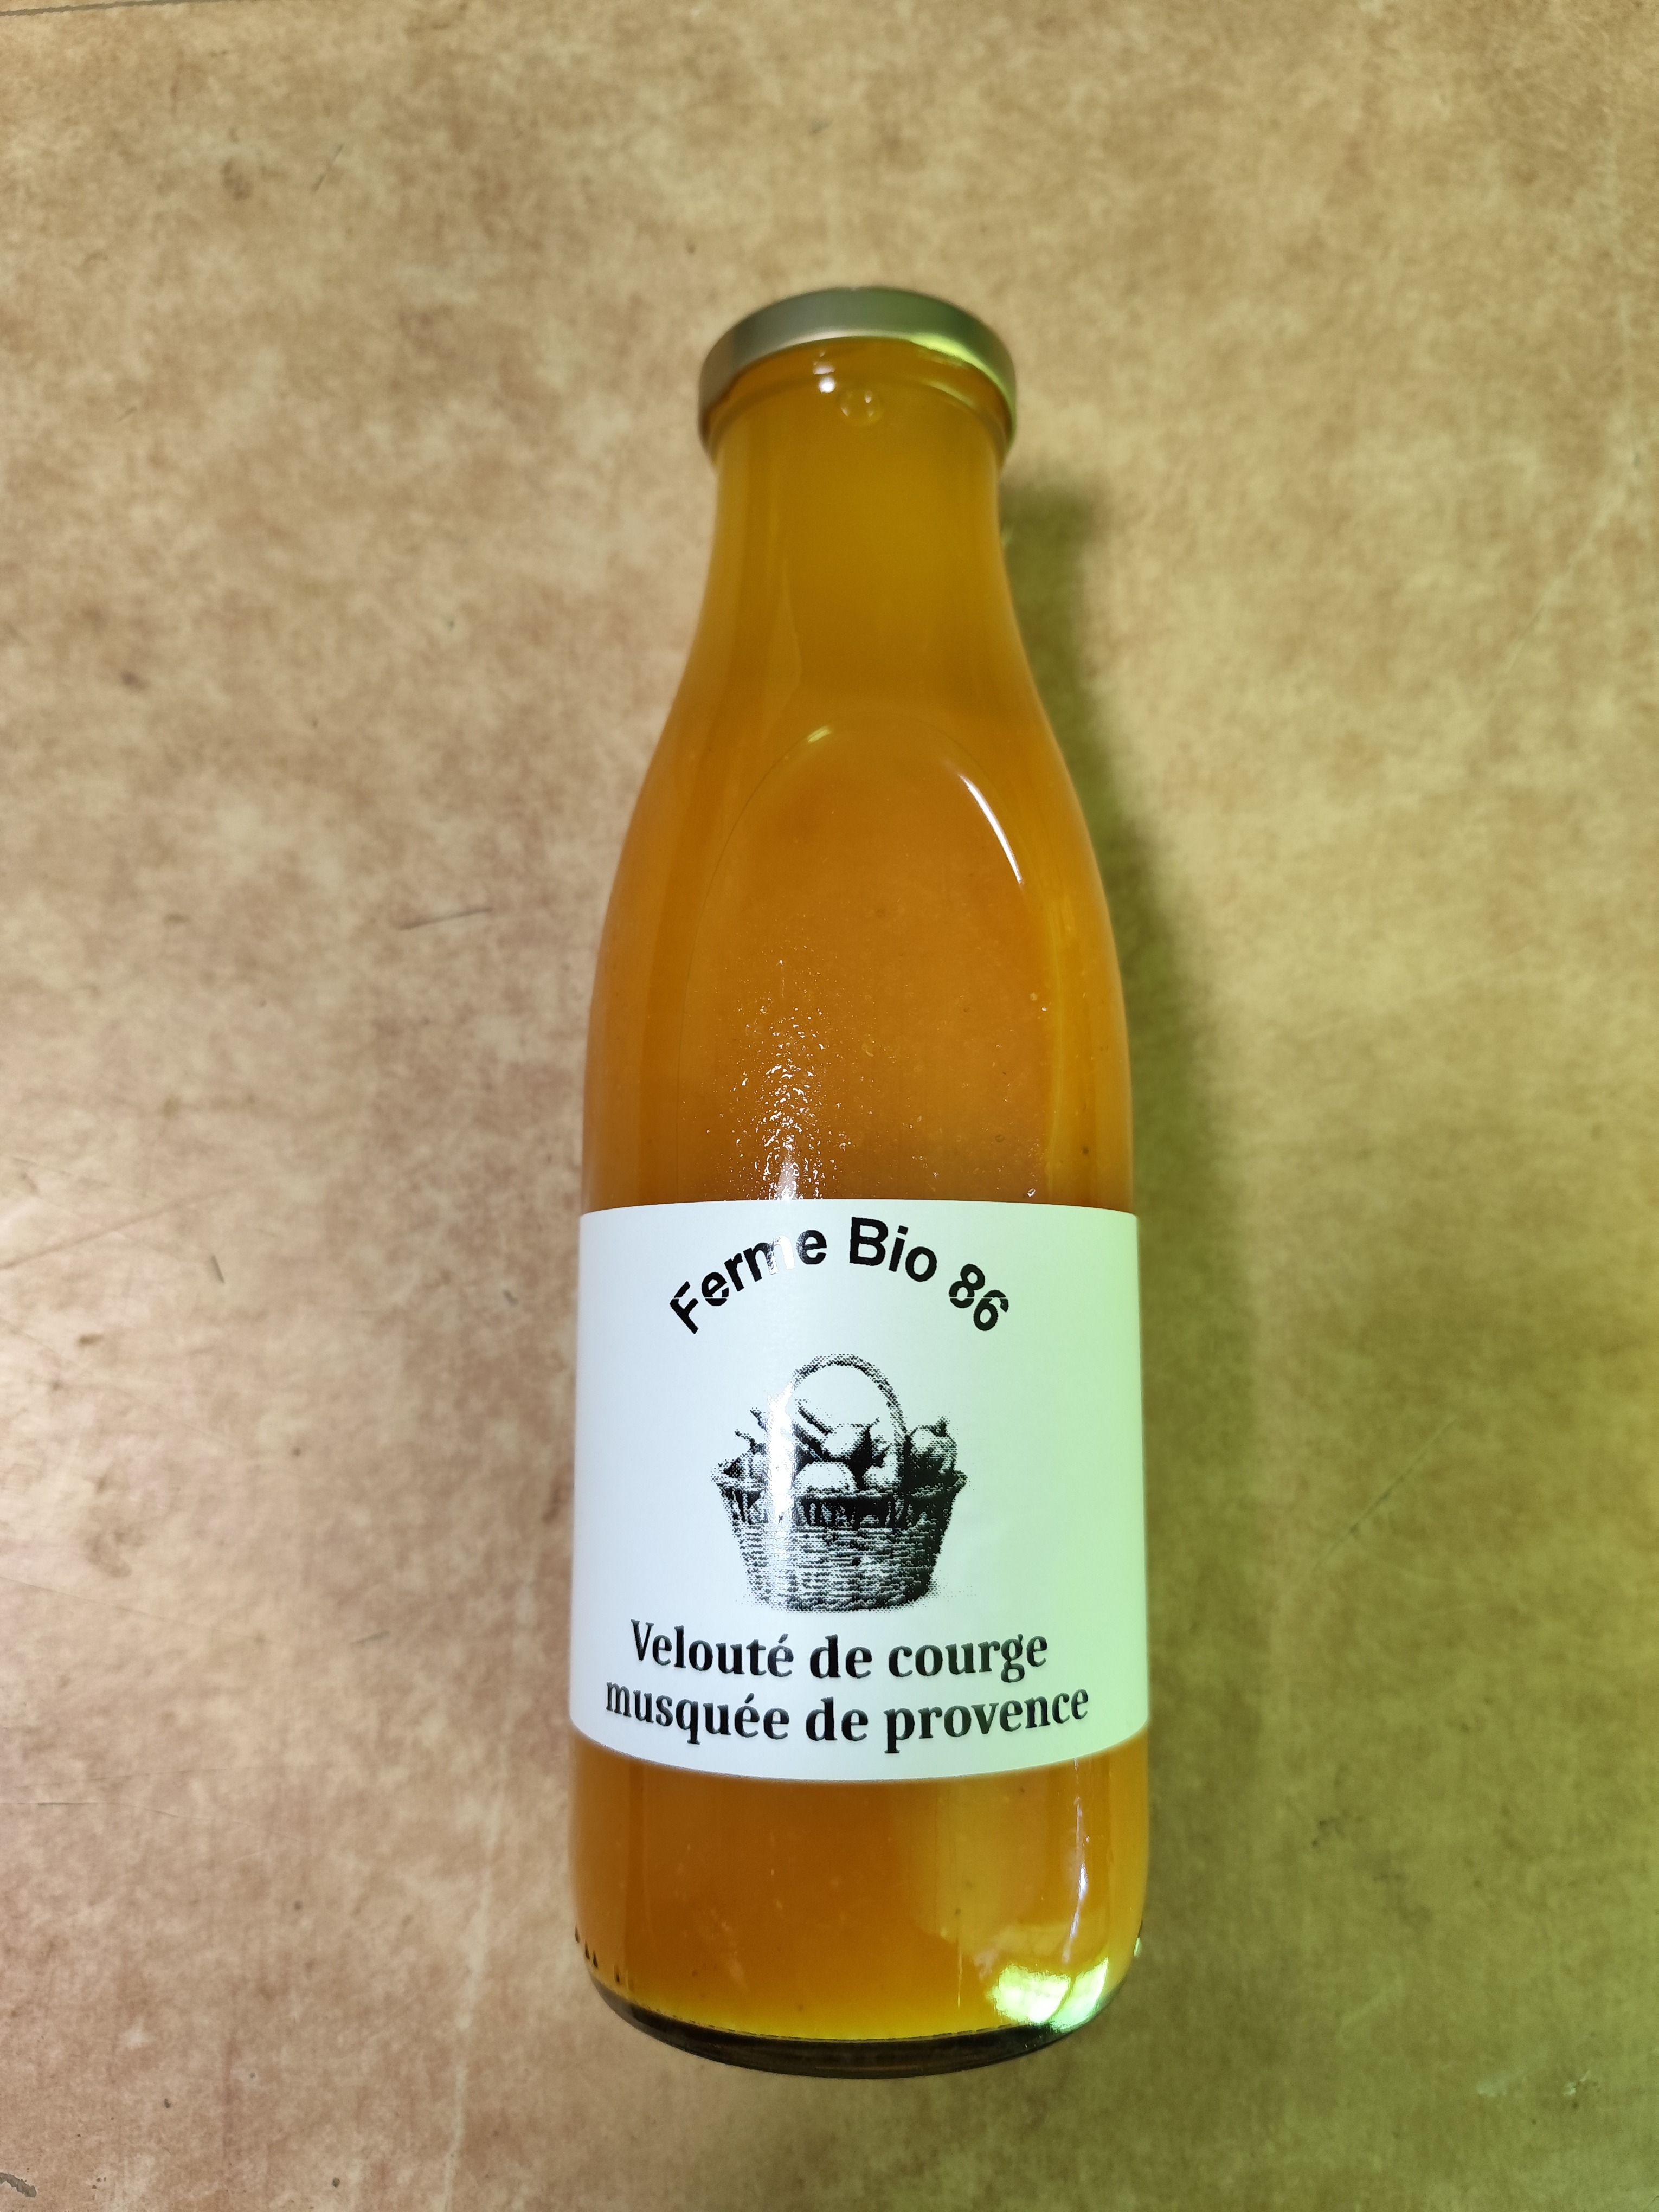 Ferme Bio 86
Velouté de courge
musquée de provence